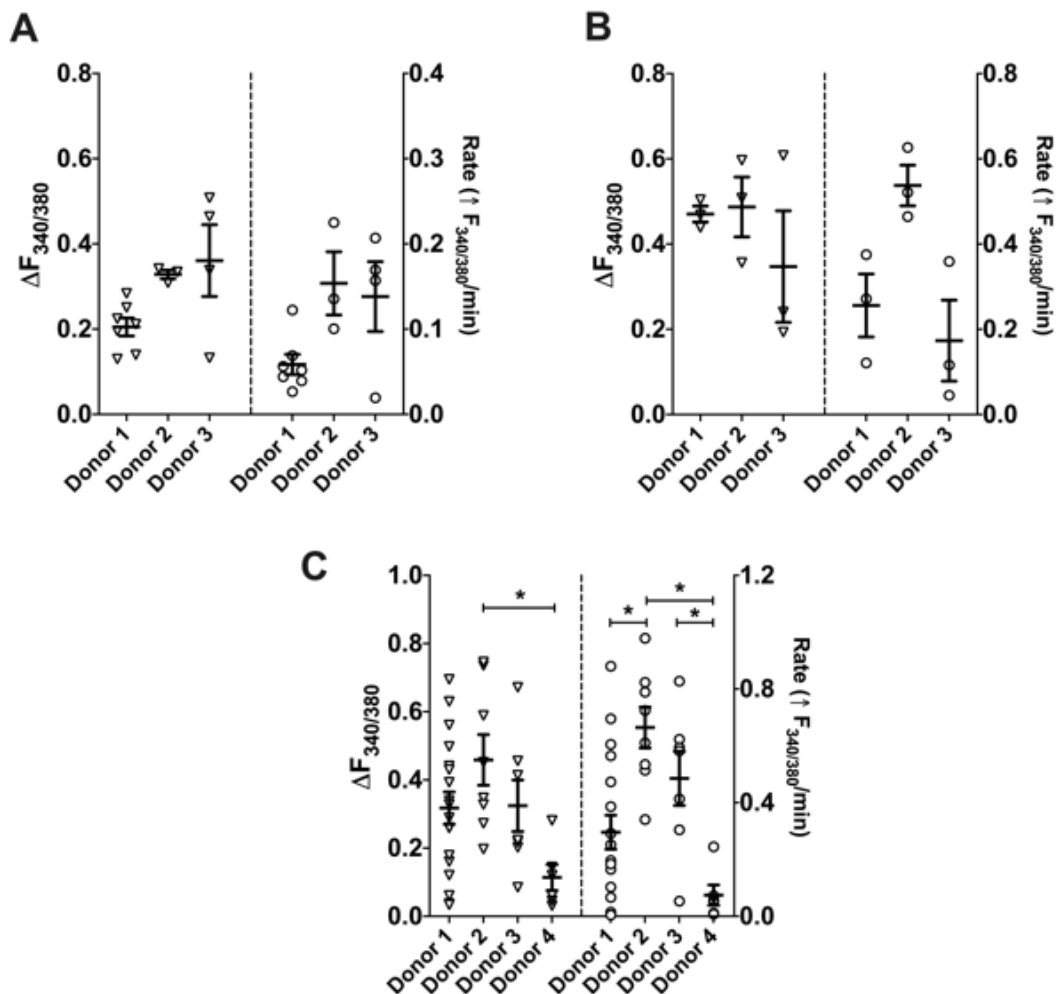 A
ΔF340/380
0.8
0.6
0.4
0.2
0.0
0.4
0.3
0.2
0.1
0.0
Rate (↑ F340/380/min)
Donor 1
Donor 2
Donor 3
Donor 1
Donor 2
Donor 3
B
ΔF340/380
0.8
0.6
0.4
0.2
0.0
0.8
0.6
0.4
0.2
0.0
Rate (↑ F340/380/min)
Donor 1
Donor 2
Donor 3
Donor 1
Donor 2
Donor 3
C
ΔF340/380
1.0
0.8
0.6
0.4
0.2
0.0
*
*
*
*
1.2
0.8
0.4
0.0
Rate (↑ F340/380/min)
Donor 1
Donor 2
Donor 3
Donor 4
Donor 1
Donor 2
Donor 3
Donor 4